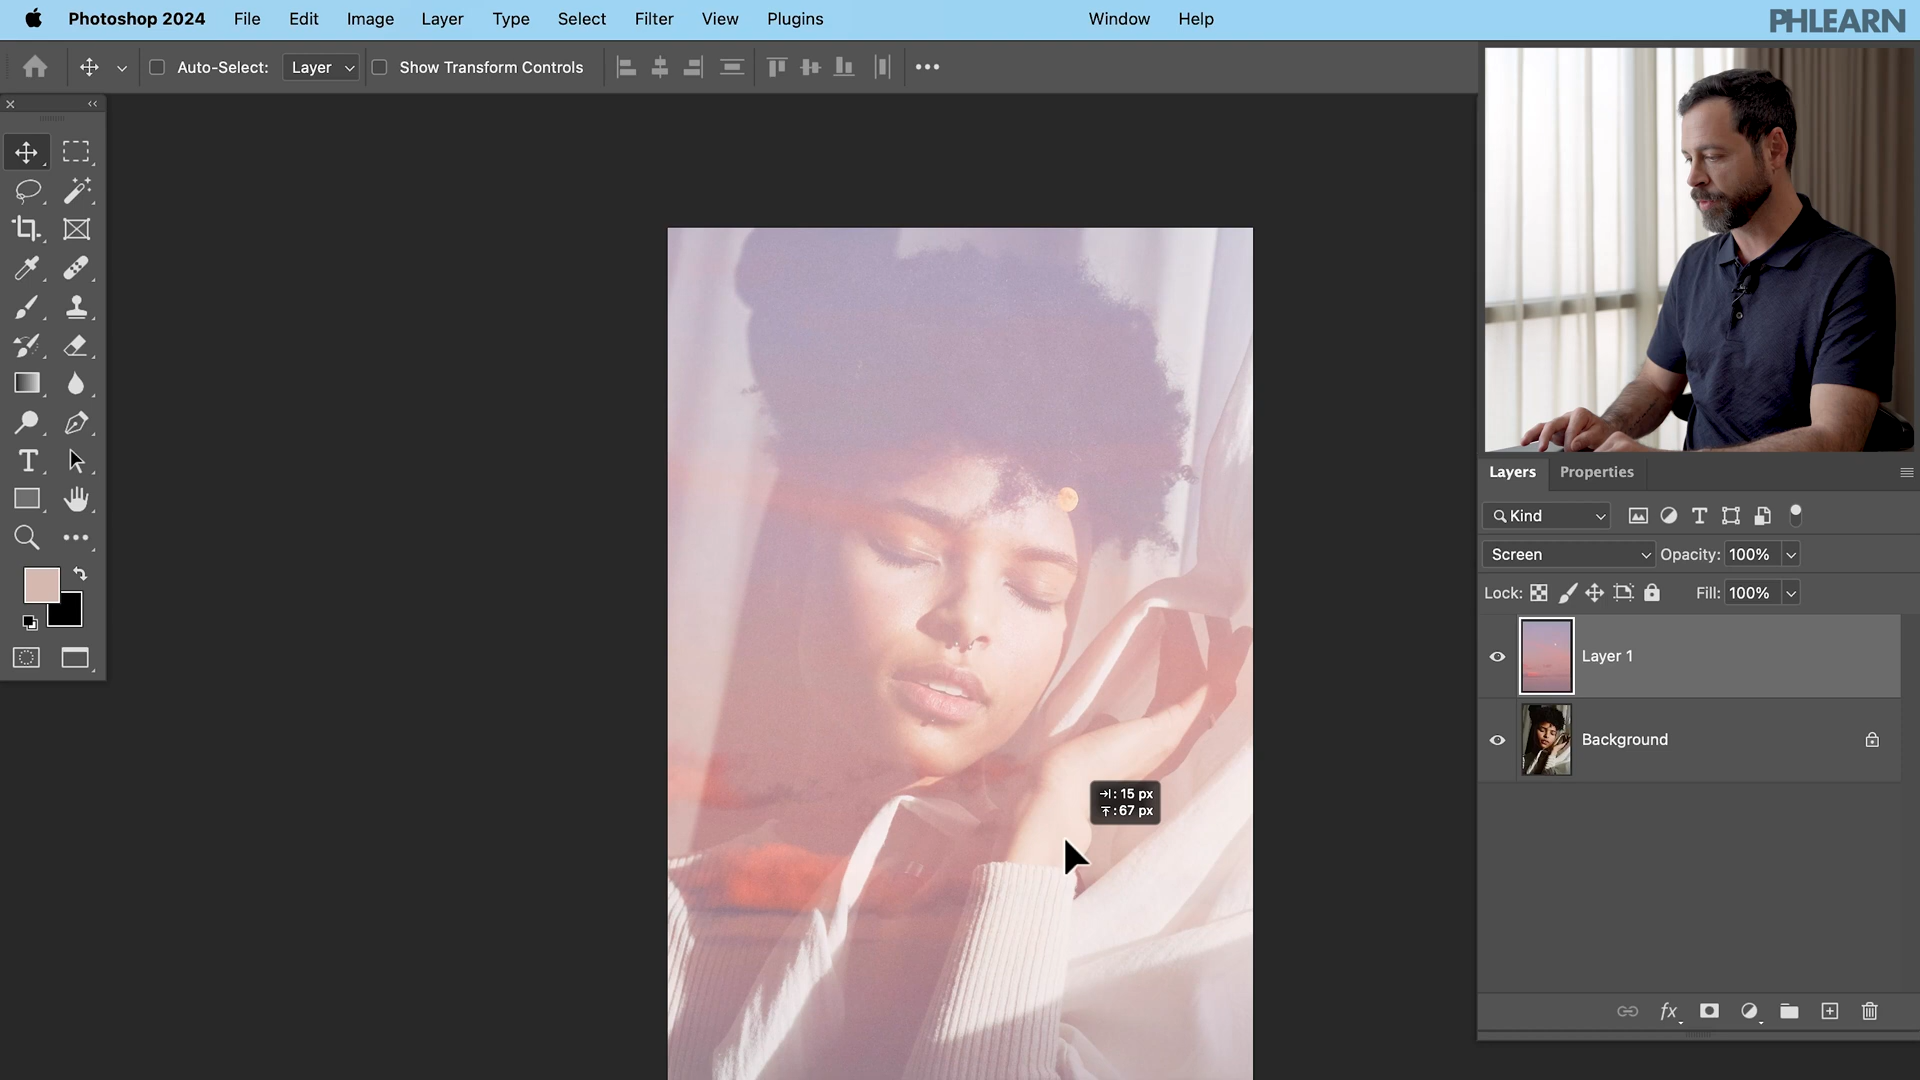 Photoshop 2024 File Edit Image Layer Type Select Filter View Plugins Window Help
PHLEARN
Auto-Select: Layer Show Transform Controls
Layers Properties
Kind
Screen Opacity: 100%
Lock: Fill: 100%
Layer 1
Background
: 15 px
: 67 px
fx